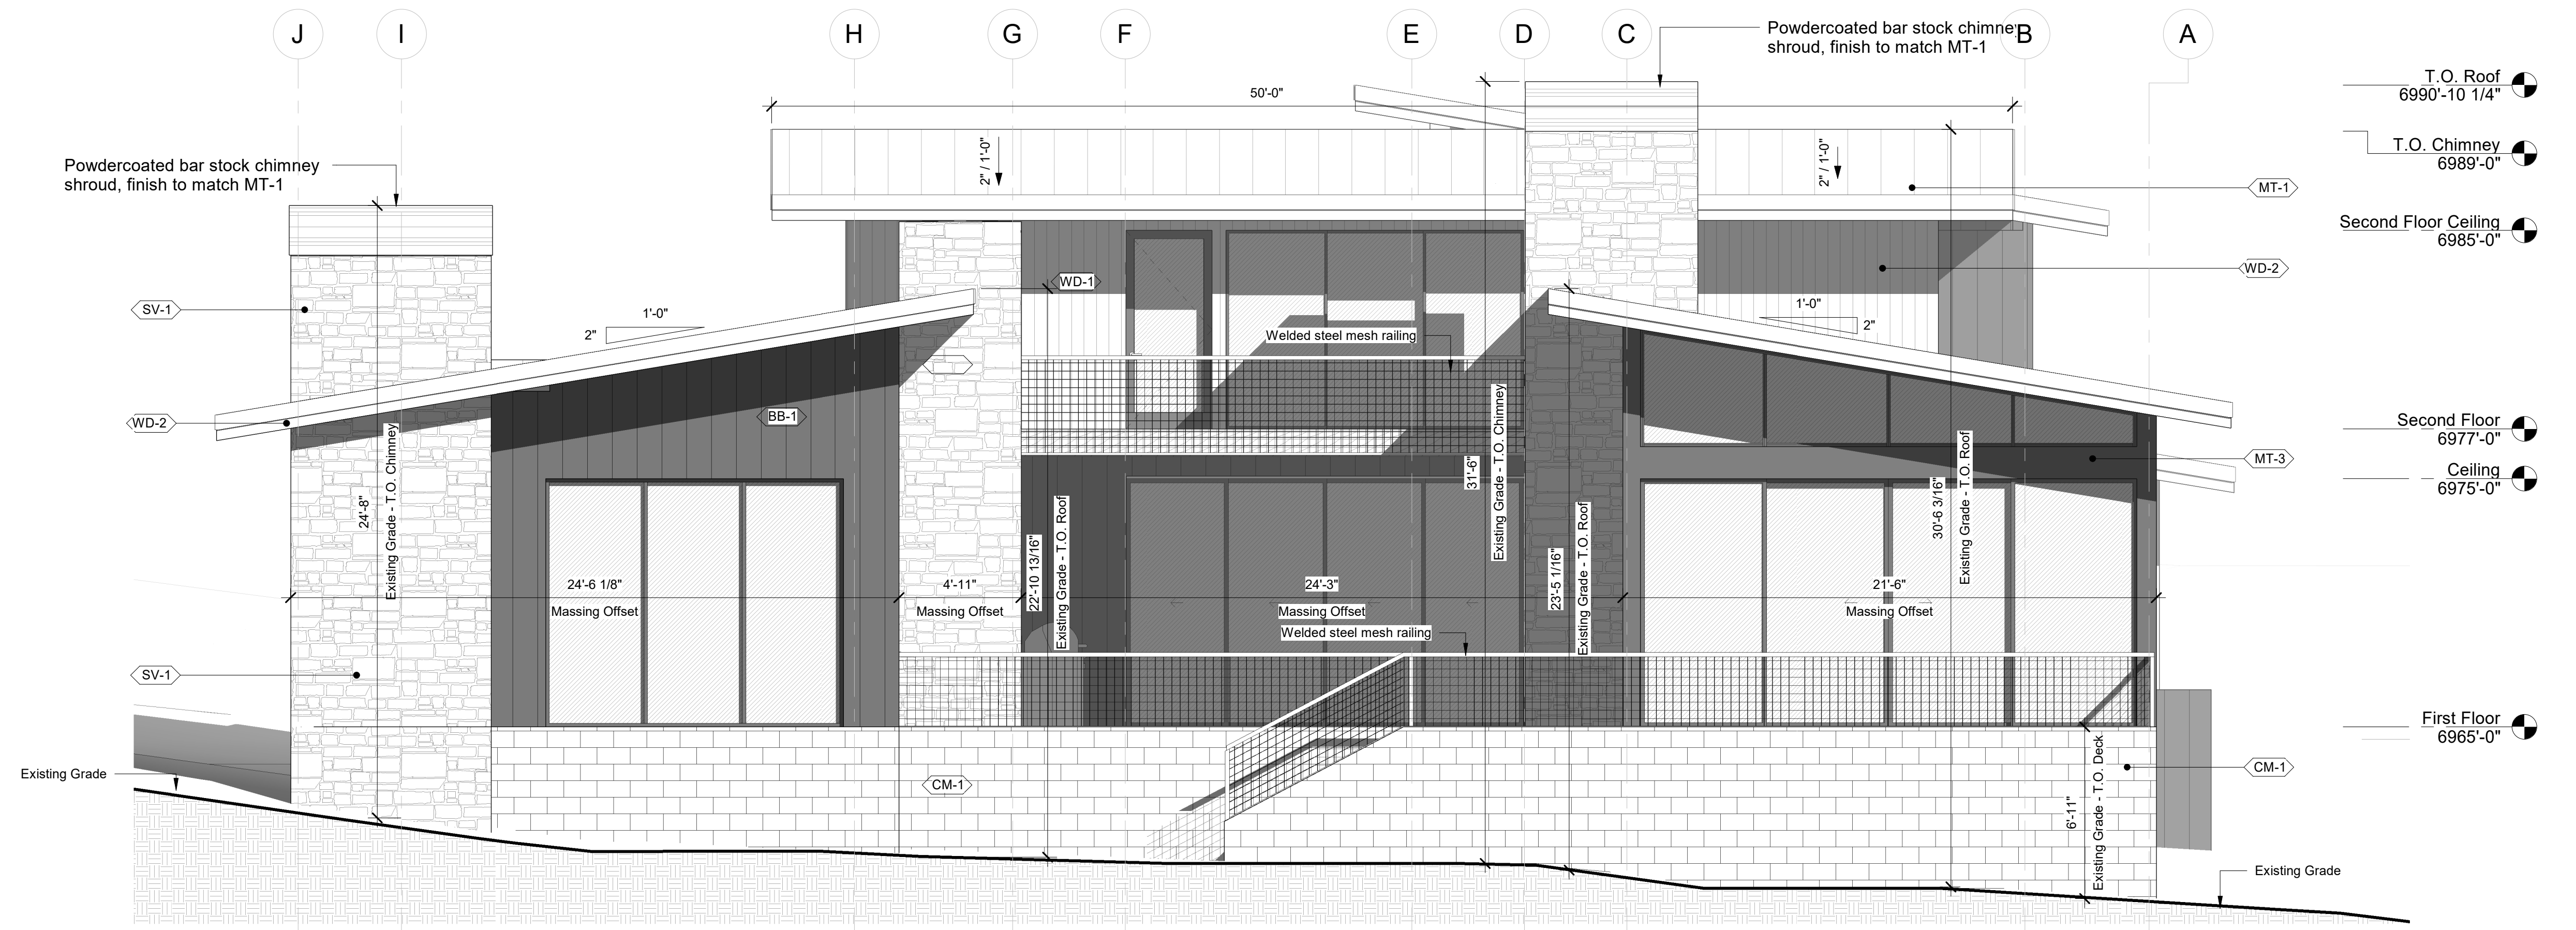 J
I
H
G
F
E
D
C
B
A
Powdercoated bar stock chimney
shroud, finish to match MT-1
T.O. Roof
6990'-10 1/4"
50'-0"
T.O. Chimney
6989'-0"
2" / 1'-0"
2" / 1'-0"
Powdercoated bar stock chimney
shroud, finish to match MT-1
MT-1
Second Floor Ceiling
6985'-0"
WD-2
WD-1
SV-1
1'-0"
2"
1'-0"
2"
Welded steel mesh railing
WD-2
BB-1
Second Floor
6977'-0"
MT-3
Ceiling
6975'-0"
24'-8"
Existing Grade - T.O. Chimney
31'-6"
Existing Grade - T.O. Chimney
30'-6 3/16"
Existing Grade - T.O. Roof
22'-10 13/16"
Existing Grade - T.O. Roof
23'-5 1/16"
Existing Grade - T.O. Roof
24'-6 1/8"
Massing Offset
4'-11"
Massing Offset
24'-3"
Massing Offset
21'-6"
Massing Offset
Welded steel mesh railing
SV-1
First Floor
6965'-0"
Existing Grade
CM-1
CM-1
6'-11"
Existing Grade - T.O. Deck
Existing Grade